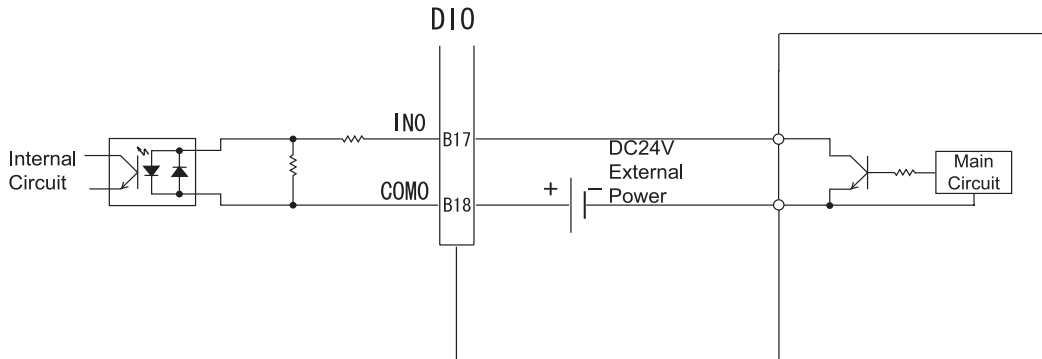 DIO
IN0
B17
Internal
Circuit
DC24V
External
Power
COM0
B18
+
−
Main
Circuit